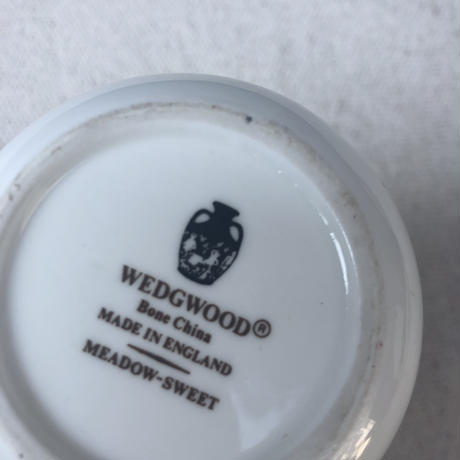 WEDGWOOD®
Bone China
MADE IN ENGLAND
MEADOW-SWEET